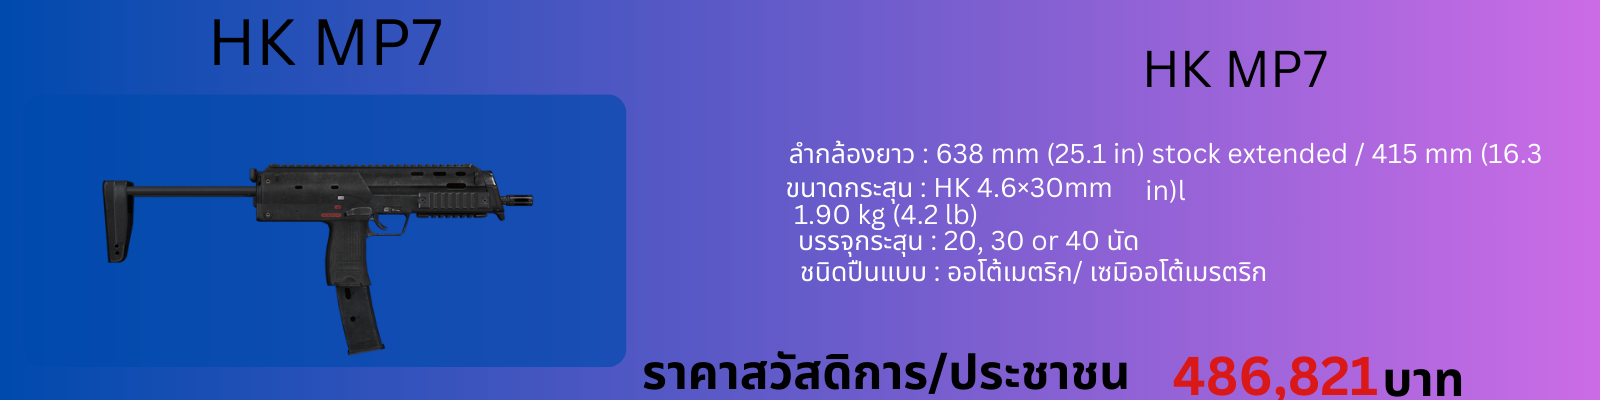 HK MP7
HK MP7
ลำกล้องยาว : 638 mm (25.1 in) stock extended / 415 mm (16.3
in)l
ขนาดกระสุน : HK 4.6×30mm
1.90 kg (4.2 lb)
บรรจุกระสุน : 20, 30 or 40 นัด
ชนิดปืนแบบ : ออโต้เมตริก/ เซมิออโต้เมรตริก
ราคาสวัสดิการ/ประชาชน 486,821 บาท